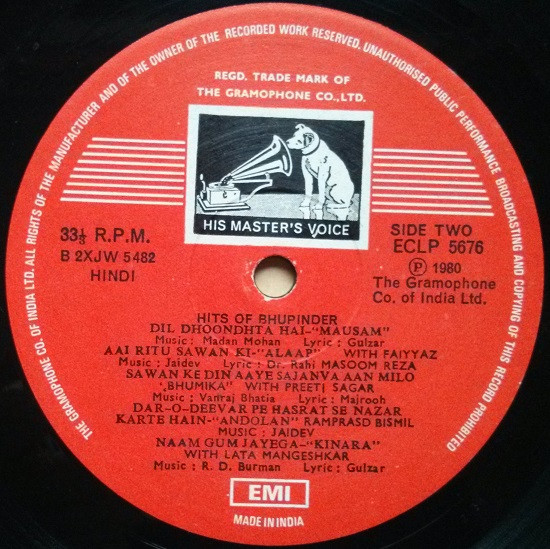 THE GRAMOPHONE CO. OF INDIA LTD. ALL RIGHTS OF THE MANUFACTURER AND OF THE OWNER OF THE RECORDED WORK RESERVED. UNAUTHORISED PUBLIC PERFORMANCE BROADCASTING AND COPYING OF THIS RECORD PROHIBITED
REGD. TRADE MARK OF
THE GRAMOPHONE CO., LTD.
HIS MASTER'S VOICE
33⅓ R.P.M.
B 2XJW 5482
HINDI
SIDE TWO
ECLP 5676
Ⓟ 1980
The Gramophone
Co. of India Ltd.
HITS OF BHUPINDER
DIL DHOONDHTA HAI-"MAUSAM"
Music: Madan Mohan Lyric: Gulzar
AAI RITU SAWAN KI-"ALAAP" WITH FAIYYAZ
Music: Jaidev Lyric: Dr. Rahi MASOOM REZA
SAWAN KE DIN AAYE SAJANVA AAN MILO
"BHUMIKA" WITH PREETI SAGAR
Music: Vanraj Bhatia Lyric: Majrooh
DAR-O-DEEVAR PE HASRAT SE NAZAR
KARTE HAIN-"ANDOLAN" RAMPRASD BISMIL
Music: JAIDEV
NAAM GUM JAYEGA-"KINARA"
WITH LATA MANGESHKAR
Music: R. D. Burman Lyric: Gulzar
EMI
MADE IN INDIA